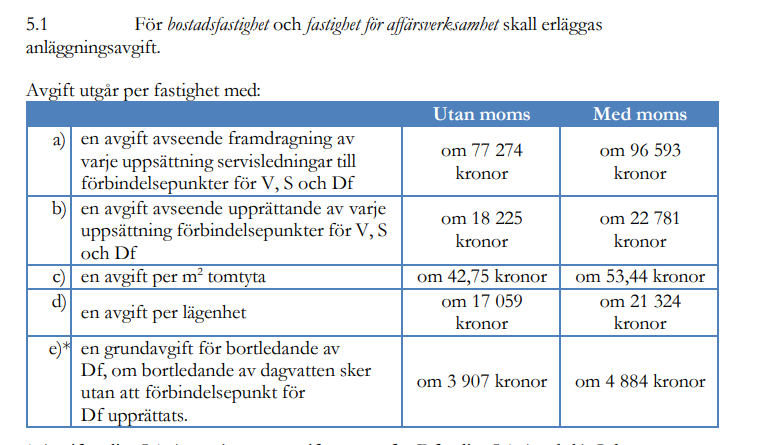 5.1 För bostadsfastighet och fastighet för affärsverksamhet skall erläggas
anläggningsavgift.
Avgift utgår per fastighet med:
Utan moms Med moms
a) en avgift avseende framdragning av
varje uppsättning servisledningar till
förbindelsepunkter för V, S och Df
om 77 274
kronor
om 96 593
kronor
b) en avgift avseende upprättande av varje
uppsättning förbindelsepunkter för V, S
och Df
om 18 225
kronor
om 22 781
kronor
c) en avgift per m² tomtyta om 42,75 kronor om 53,44 kronor
d) en avgift per lägenhet
om 17 059
kronor
om 21 324
kronor
e)* en grundavgift för bortledande av
Df, om bortledande av dagvatten sker
utan att förbindelsepunkt för
Df upprättats.
om 3 907 kronor om 4 884 kronor